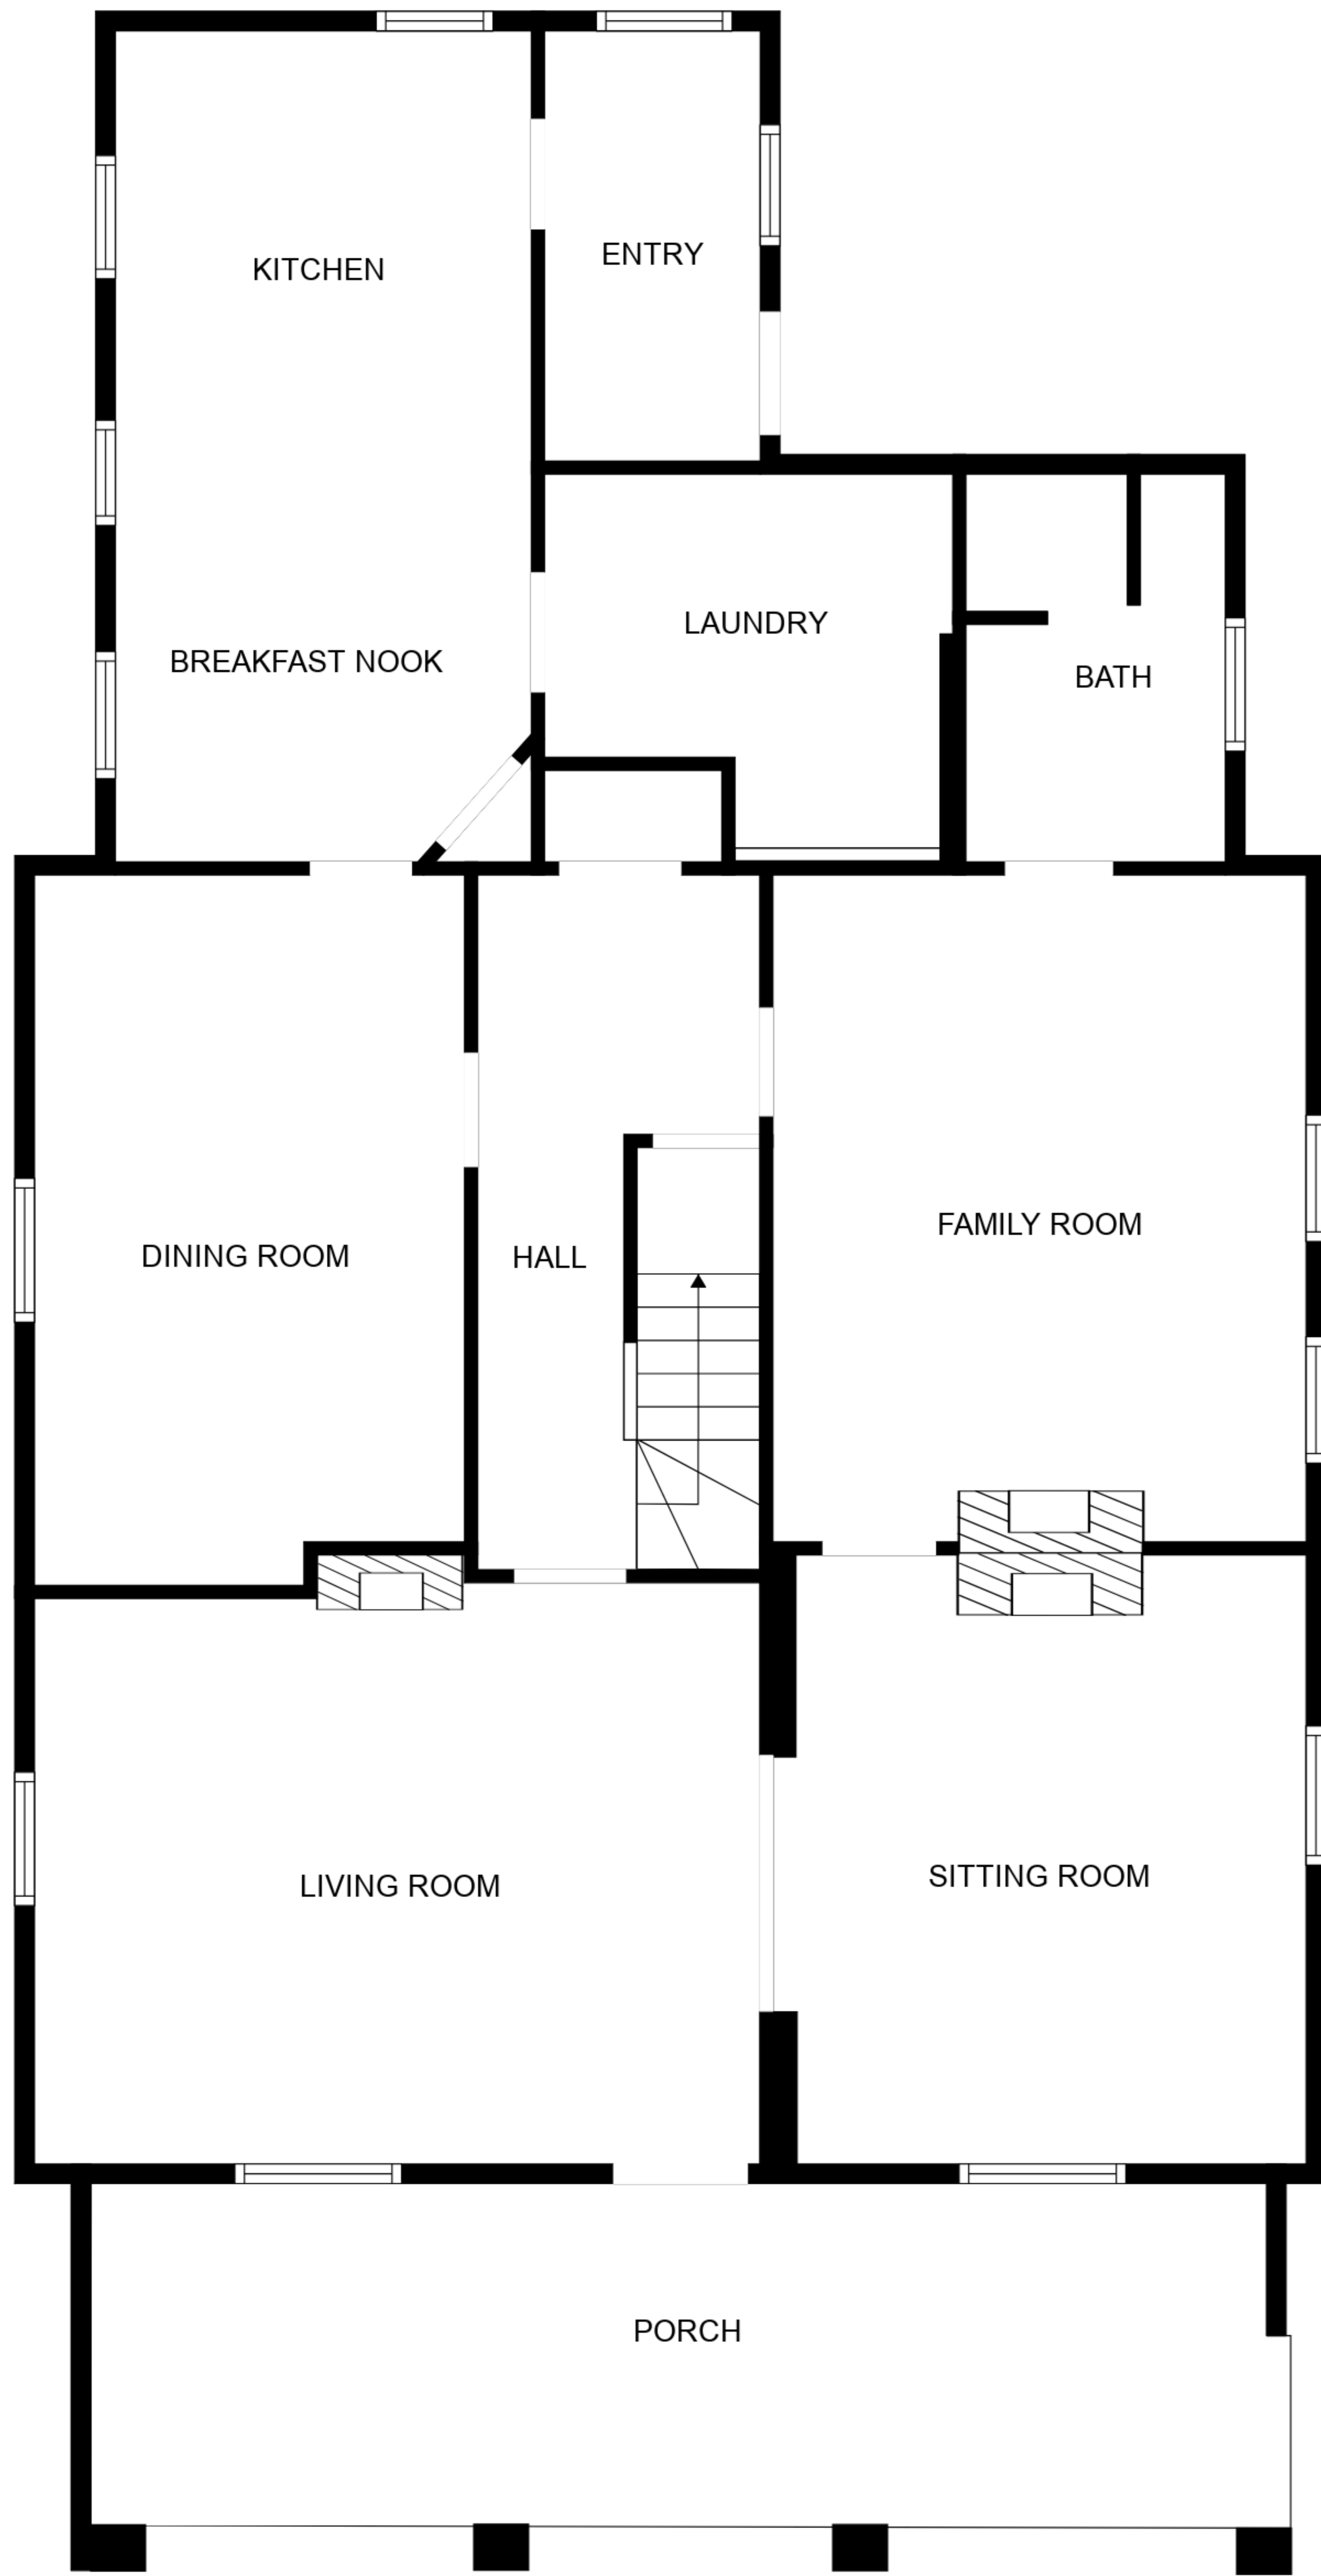 ENTRY
KITCHEN
LAUNDRY
BREAKFAST NOOK
BATH
FAMILY ROOM
DINING ROOM
HALL
SITTING ROOM
LIVING ROOM
PORCH